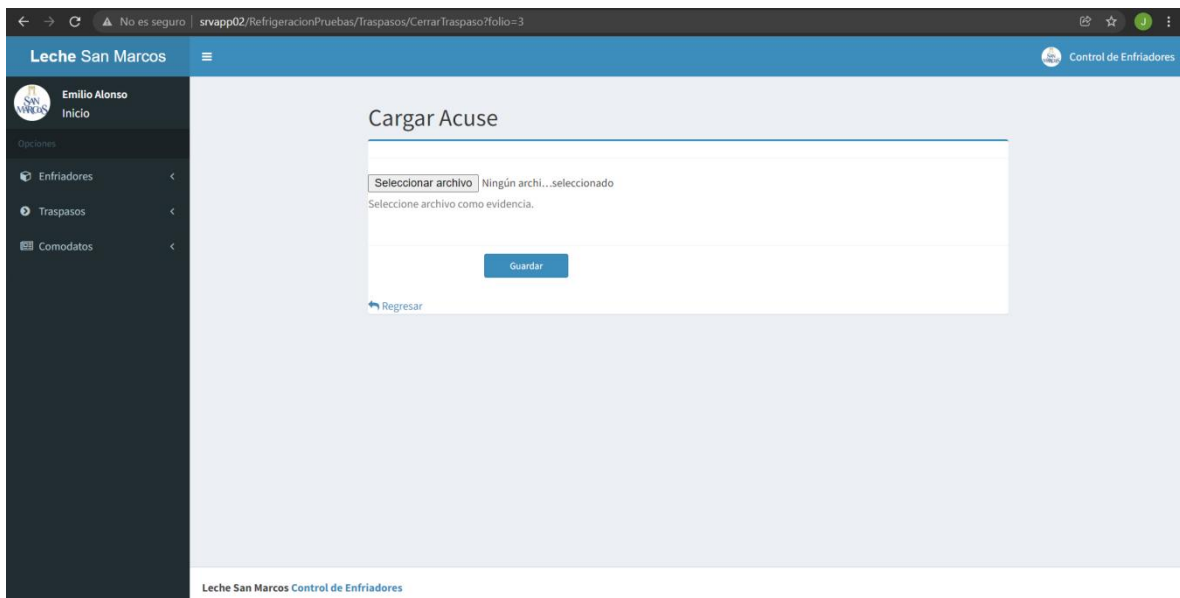 No es seguro srvapp02/RefrigeracionPruebas/Traspasos/CerrarTraspaso?folio=3
J
Leche San Marcos
Control de Enfriadores
SAN MARCOS
Emilio Alonso
Inicio
Opciones
Enfriadores
Traspasos
Comodatos
Cargar Acuse
Seleccionar archivo Ningún archi...seleccionado
Seleccione archivo como evidencia.
Guardar
Regresar
Leche San Marcos Control de Enfriadores